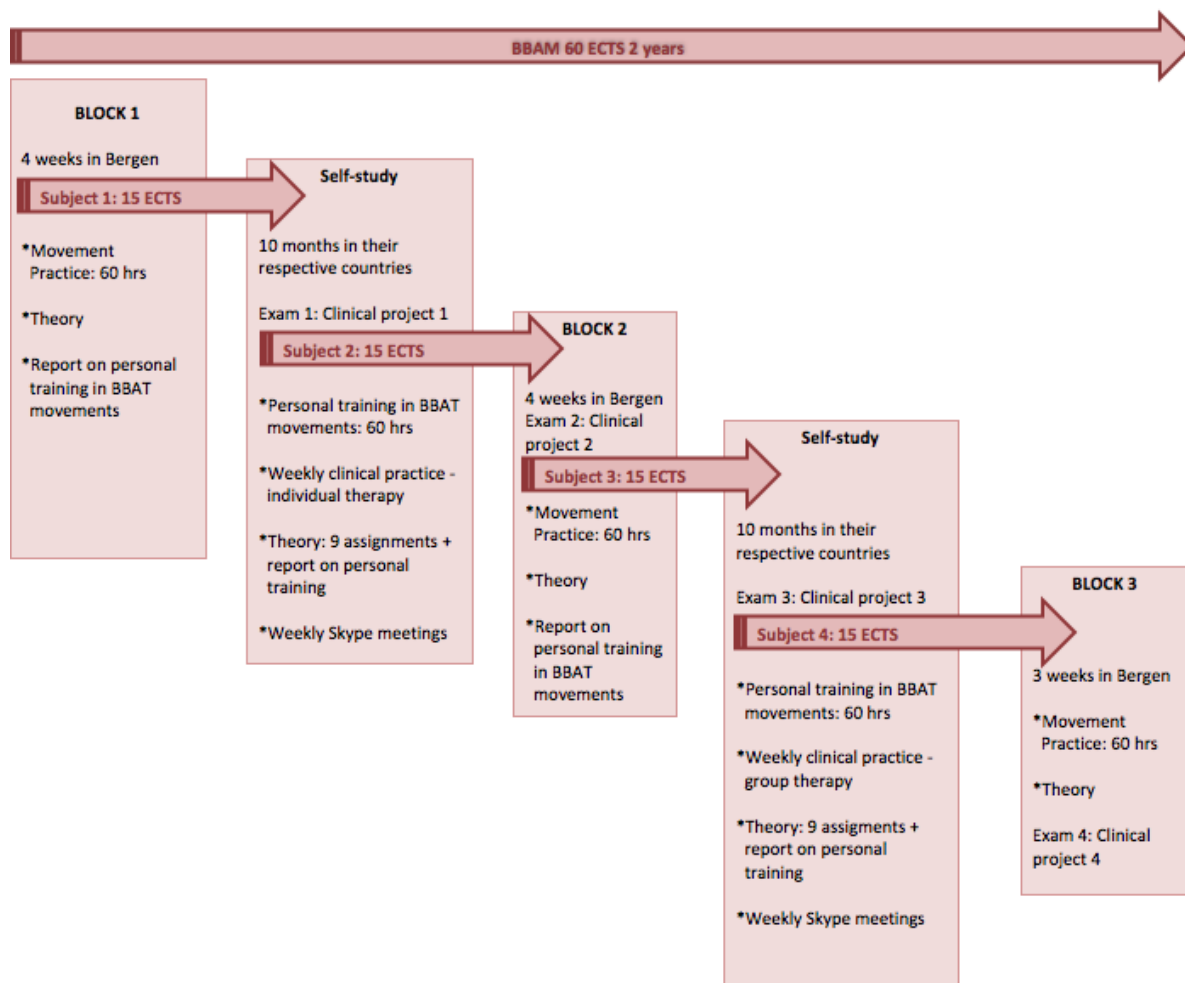 BBAM 60 ECTS 2 years
BLOCK 1
4 weeks in Bergen
Subject 1: 15 ECTS
*Movement
Practice: 60 hrs
*Theory
*Report on personal
training in BBAT
movements
Self-study
10 months in their
respective countries
Exam 1: Clinical project 1
Subject 2: 15 ECTS
*Personal training in BBAT
movements: 60 hrs
*Weekly clinical practice -
individual therapy
*Theory: 9 assignments +
report on personal
training
*Weekly Skype meetings
BLOCK 2
4 weeks in Bergen
Exam 2: Clinical
project 2
Subject 3: 15 ECTS
*Movement
Practice: 60 hrs
*Theory
*Report on
personal training
in BBAT
movements
Self-study
10 months in their
respective countries
Exam 3: Clinical project 3
Subject 4: 15 ECTS
*Personal training in BBAT
movements: 60 hrs
*Weekly clinical practice -
group therapy
*Theory: 9 assigments +
report on personal
training
*Weekly Skype meetings
BLOCK 3
3 weeks in Bergen
*Movement
Practice: 60 hrs
*Theory
Exam 4: Clinical
project 4